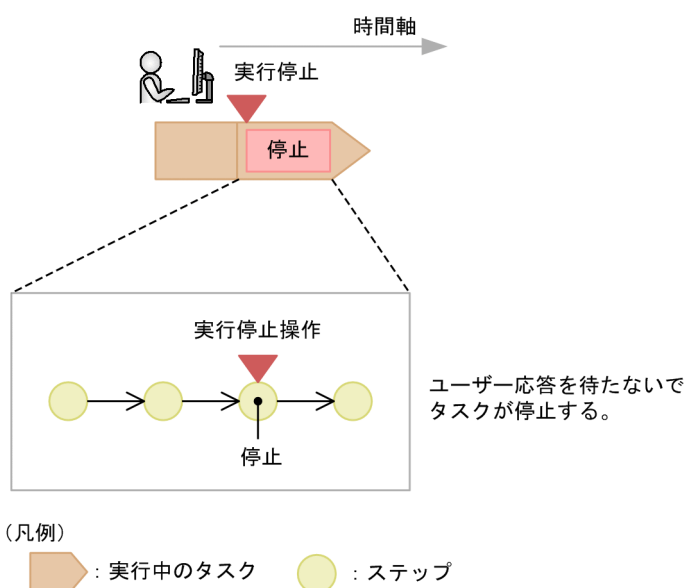 時間軸
実行停止
停止
実行停止操作
ユーザー応答を待たないで
タスクが停止する。
停止
（凡例）
：実行中のタスク
：ステップ